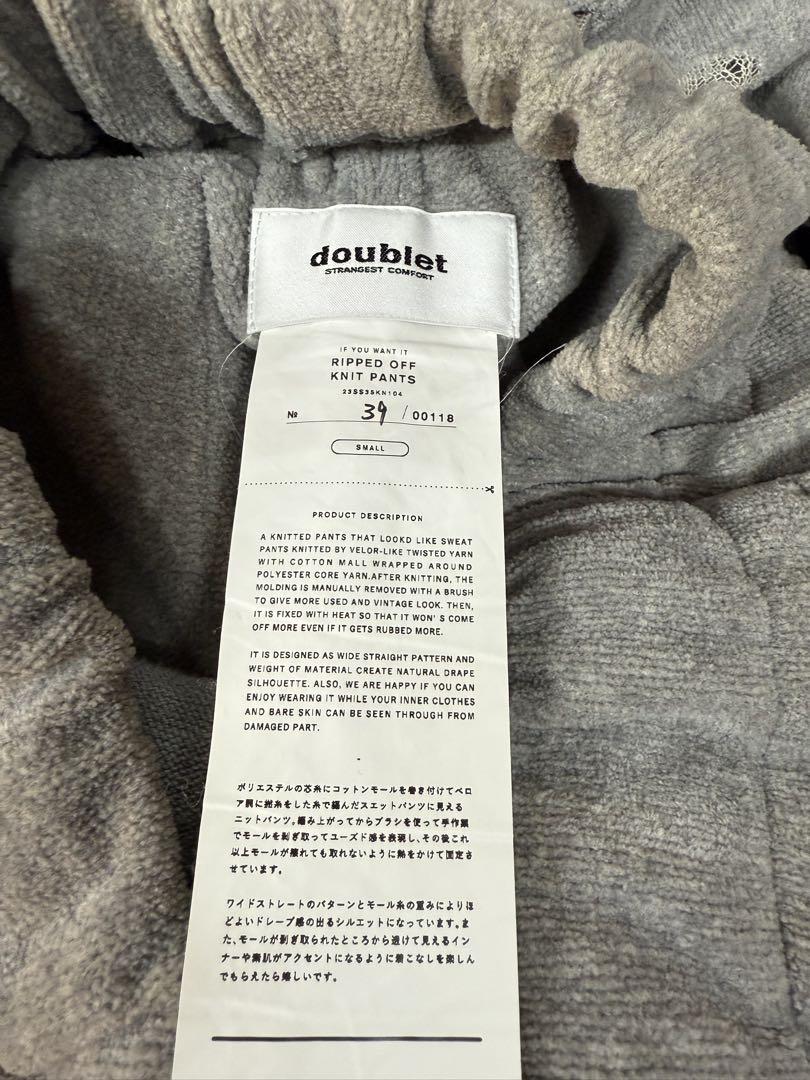 doublet
STRANGEST COMFORT
IF YOU WANT IT
RIPPED OFF
KNIT PANTS
23SS35KN104
№ 39 / 00118
SMALL
PRODUCT DESCRIPTION
A KNITTED PANTS THAT LOOKD LIKE SWEAT
PANTS KNITTED BY VELOR-LIKE TWISTED YARN
WITH COTTON MALL WRAPPED AROUND
POLYESTER CORE YARN.AFTER KNITTING, THE
MOLDING IS MANUALLY REMOVED WITH A BRUSH
TO GIVE MORE USED AND VINTAGE LOOK. THEN,
IT IS FIXED WITH HEAT SO THAT IT WON' S COME
OFF MORE EVEN IF IT GETS RUBBED MORE.
IT IS DESIGNED AS WIDE STRAIGHT PATTERN AND
WEIGHT OF MATERIAL CREATE NATURAL DRAPE
SILHOUETTE. ALSO, WE ARE HAPPY IF YOU CAN
ENJOY WEARING IT WHILE YOUR INNER CLOTHES
AND BARE SKIN CAN BE SEEN THROUGH FROM
DAMAGED PART.
-
ポリエステルの芯糸にコットンモールを巻き付けてベロ
ア調に撚糸をした糸で編んだスエットパンツに見える
ニットパンツ。編み上がってからブラシを使って手作業
でモールを剥ぎ取ってユーズド感を表現し、その後これ
以上モールが擦れても取れないように熱をかけて固定さ
せています。
ワイドストレートのパターンとモール糸の重みによりほ
どよいドレープ感の出るシルエットになっています。ま
た、モールが剥ぎ取られたところから透けて見えるイン
ナーや素肌がアクセントになるように着こなしを楽しん
でもらえたら嬉しいです。